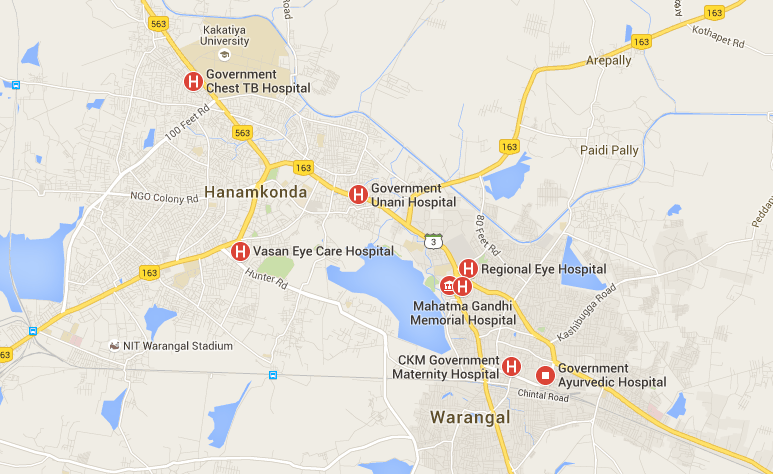 563
Kakatiya
University
Road
163
Kothapet Rd
Arepally
Government
Chest TB Hospital
100 Feet Rd
563
163
Paidi Pally
163
Hanamkonda
NGO Colony Rd
Government
Unani Hospital
80 Feet Rd
3
Vasan Eye Care Hospital
163
Hunter Rd
Regional Eye Hospital
Mahatma Gandhi
Memorial Hospital
Kashibugga Road
NIT Warangal Stadium
163
CKM Government
Maternity Hospital
Government
Ayurvedic Hospital
Chintal Road
Warangal
H
H
H
H
H
H